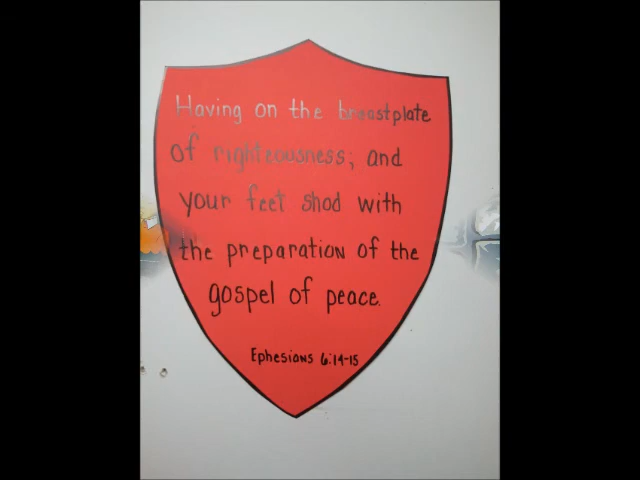 Having on the breastplate
of righteousness; and
your feet shod with
the preparation of the
gospel of peace.
Ephesians 6:14-15